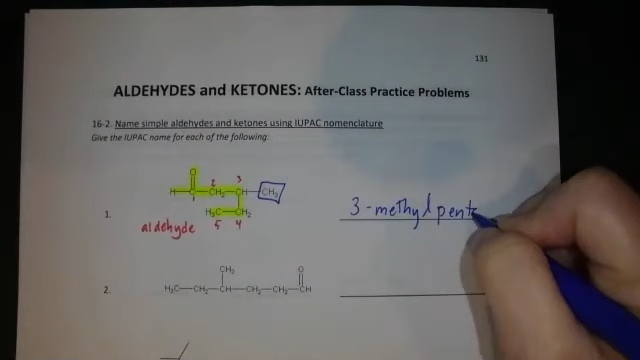 131
ALDEHYDES and KETONES: After-Class Practice Problems
16-2. Name simple aldehydes and ketones using IUPAC nomenclature
Give the IUPAC name for each of the following:
O
2 3
H—C—CH₂—CH—CH₃
1
H₃C—CH₂
5 4
aldehyde
1.
3-methylpent
CH₃ O
2. H₃C—CH₂—CH—CH₂—CH₂—CH